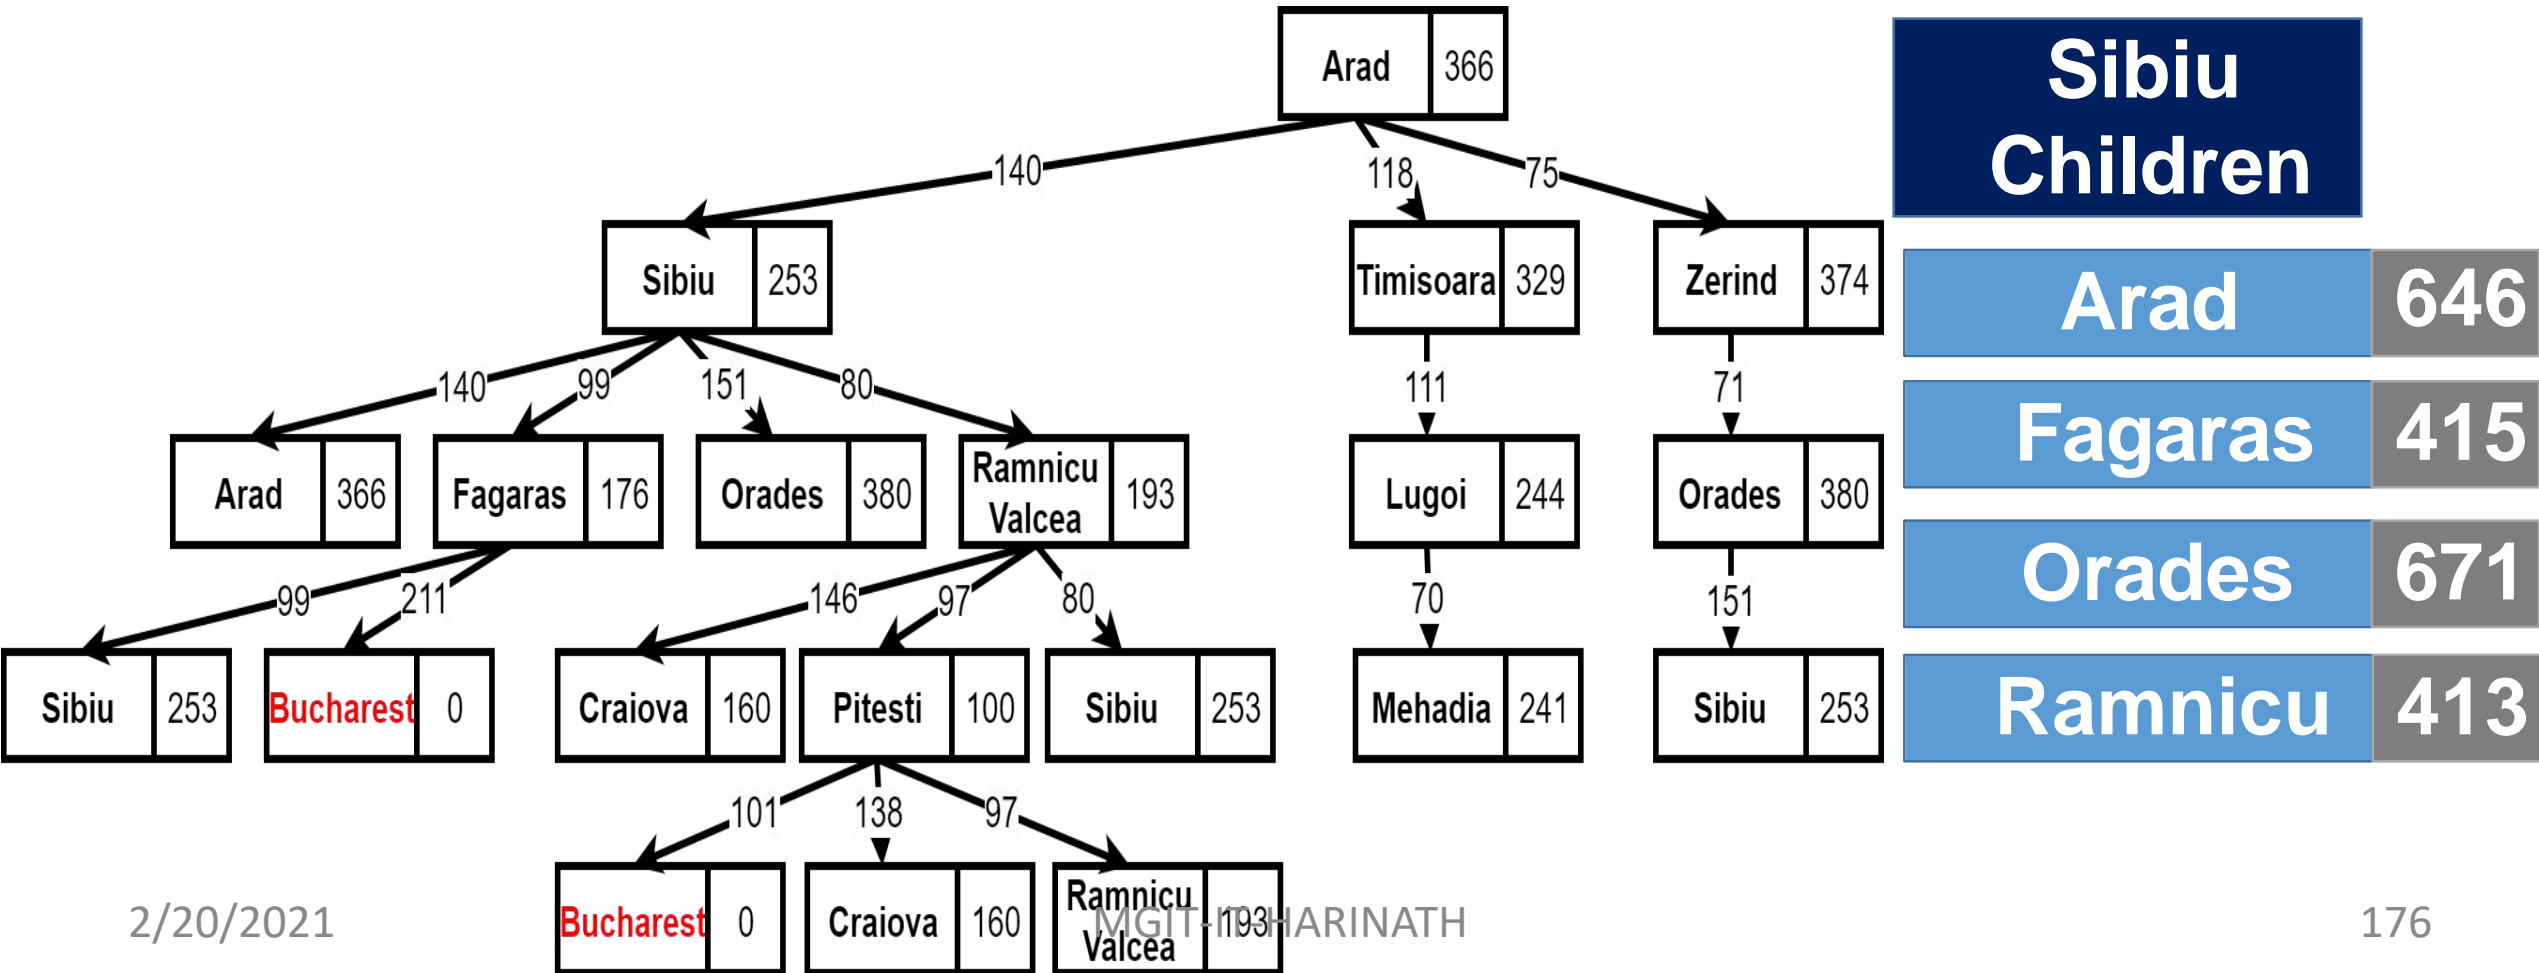 Arad 366
Sibiu
Children
140 118 75
Sibiu 253 Timisoara 329 Zerind 374
Arad 646
140 99 151 80 111 71
Fagaras 415
Arad 366 Fagaras 176 Orades 380 Ramnicu
Valcea 193 Lugoi 244 Orades 380
Orades 671
99 211 146 97 80 70 151
Sibiu 253 Bucharest 0 Craiova 160 Pitesti 100 Sibiu 253 Mehadia 241 Sibiu 253
Ramnicu 413
101 138 97
Bucharest 0 Craiova 160 Ramnicu
Valcea 193
2/20/2021 MGIT-IT-HARINATH 176